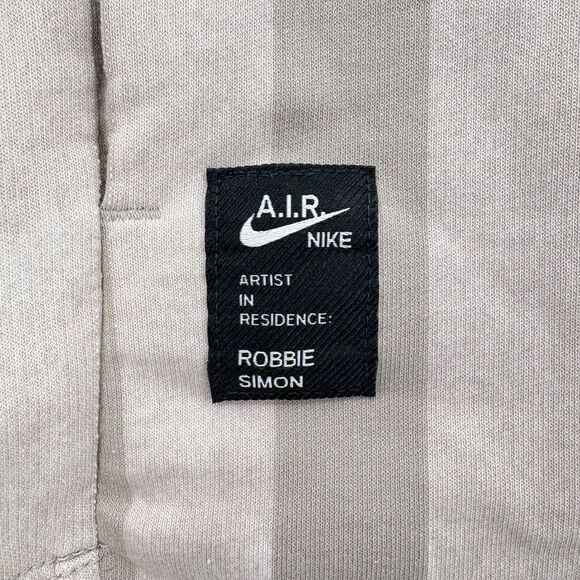 A.I.R.
NIKE
ARTIST
IN
RESIDENCE:
ROBBIE
SIMON